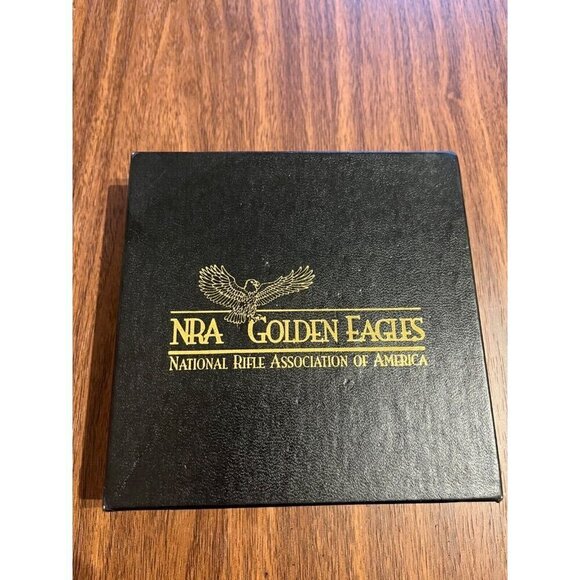 NRA GOLDEN EAGLES
NATIONAL RIFLE ASSOCIATION OF AMERICA